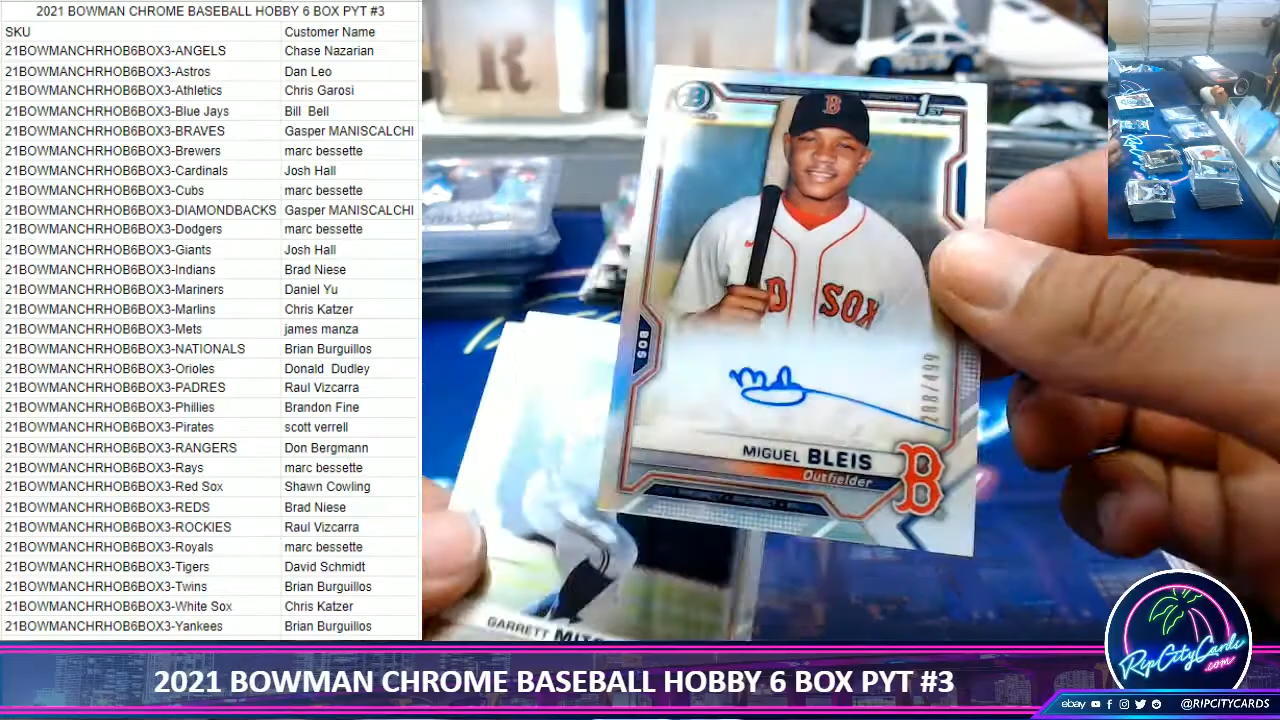 2021 BOWMAN CHROME BASEBALL HOBBY 6 BOX PYT #3
SKU Customer Name
21BOWMANCHRHOB6BOX3-ANGELS Chase Nazarian
21BOWMANCHRHOB6BOX3-Astros Dan Leo
21BOWMANCHRHOB6BOX3-Athletics Chris Garosi
21BOWMANCHRHOB6BOX3-Blue Jays Bill Bell
21BOWMANCHRHOB6BOX3-BRAVES Gasper MANISCALCHI
21BOWMANCHRHOB6BOX3-Brewers marc bessette
21BOWMANCHRHOB6BOX3-Cardinals Josh Hall
21BOWMANCHRHOB6BOX3-Cubs marc bessette
21BOWMANCHRHOB6BOX3-DIAMONDBACKS Gasper MANISCALCHI
21BOWMANCHRHOB6BOX3-Dodgers marc bessette
21BOWMANCHRHOB6BOX3-Giants Josh Hall
21BOWMANCHRHOB6BOX3-Indians Brad Niese
21BOWMANCHRHOB6BOX3-Mariners Daniel Yu
21BOWMANCHRHOB6BOX3-Marlins Chris Katzer
21BOWMANCHRHOB6BOX3-Mets james manza
21BOWMANCHRHOB6BOX3-NATIONALS Brian Burguillos
21BOWMANCHRHOB6BOX3-Orioles Donald Dudley
21BOWMANCHRHOB6BOX3-PADRES Raul Vizcarra
21BOWMANCHRHOB6BOX3-Phillies Brandon Fine
21BOWMANCHRHOB6BOX3-Pirates scott verrell
21BOWMANCHRHOB6BOX3-RANGERS Don Bergmann
21BOWMANCHRHOB6BOX3-Rays marc bessette
21BOWMANCHRHOB6BOX3-Red Sox Shawn Cowling
21BOWMANCHRHOB6BOX3-REDS Brad Niese
21BOWMANCHRHOB6BOX3-ROCKIES Raul Vizcarra
21BOWMANCHRHOB6BOX3-Royals marc bessette
21BOWMANCHRHOB6BOX3-Tigers David Schmidt
21BOWMANCHRHOB6BOX3-Twins Brian Burguillos
21BOWMANCHRHOB6BOX3-White Sox Chris Katzer
21BOWMANCHRHOB6BOX3-Yankees Brian Burguillos
R
B
1ST
B
D SOX
BOS
288/499
MIGUEL BLEIS
Outfielder
B
GARRETT
2021 BOWMAN CHROME BASEBALL HOBBY 6 BOX PYT #3
RipCityCards
.com
ebay @RIPCITYCARDS